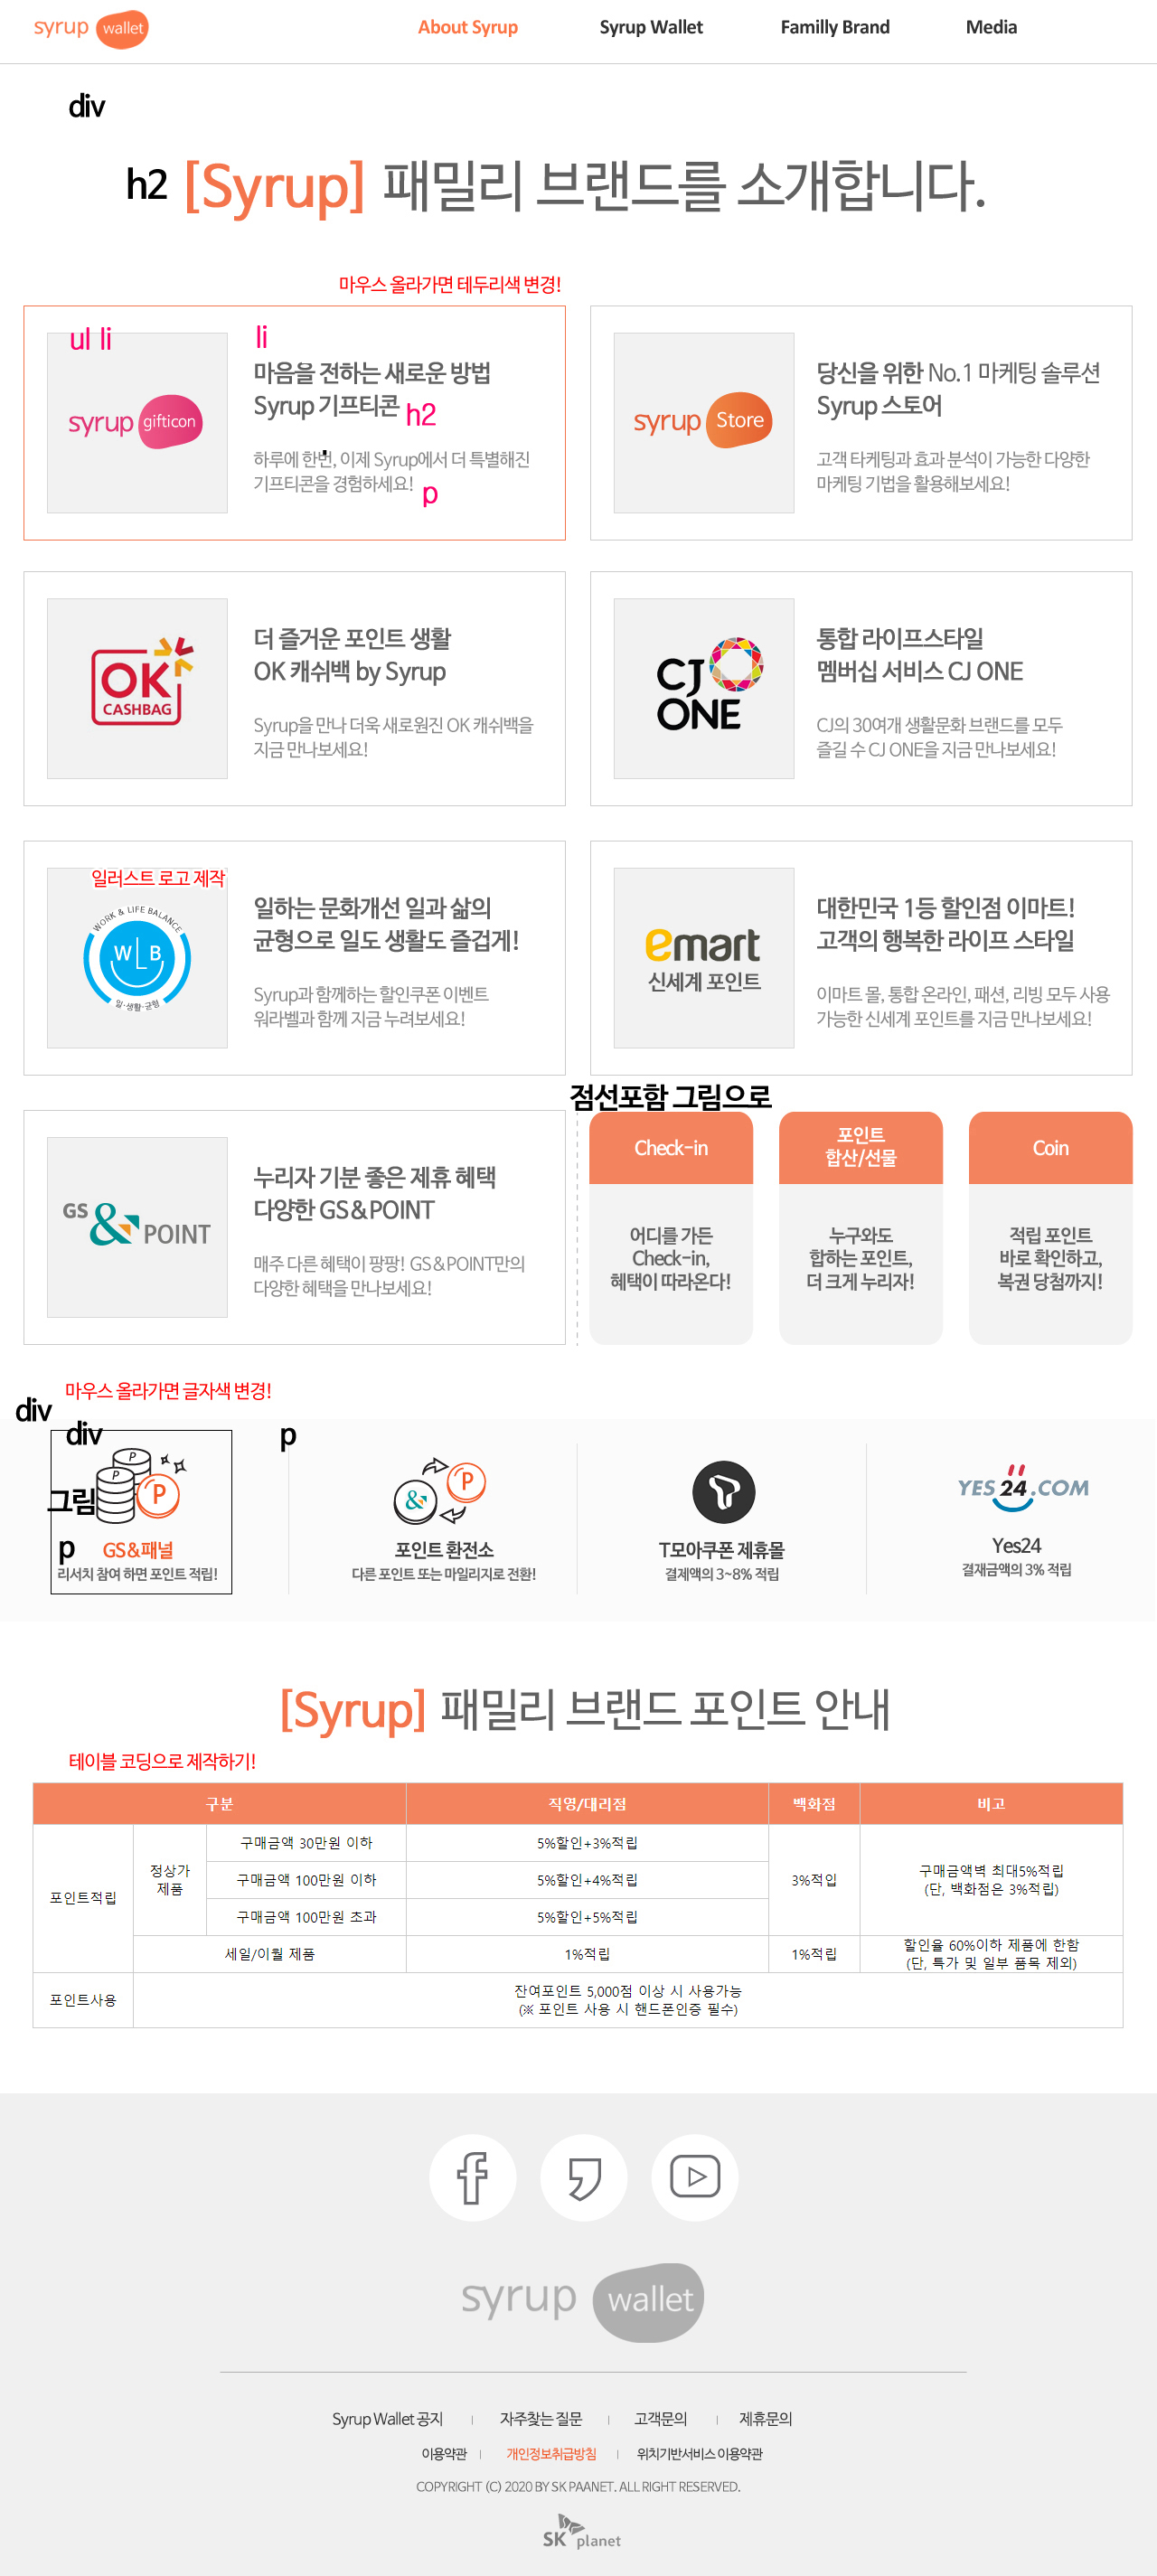 syrup wallet
About Syrup
Syrup Wallet
Familly Brand
Media
div
h2 [Syrup] 패밀리 브랜드를 소개합니다.
마우스 올라가면 테두리색 변경!
ul li
li
syrup gifticon
마음을 전하는 새로운 방법
Syrup 기프티콘 h2
하루에 한번, 이제 Syrup에서 더 특별해진
기프티콘을 경험하세요! p
syrup Store
당신을 위한 No.1 마케팅 솔루션
Syrup 스토어
고객 타케팅과 효과 분석이 가능한 다양한
마케팅 기법을 활용해보세요!
OK
CASHBAG
더 즐거운 포인트 생활
OK 캐쉬백 by Syrup
Syrup을 만나 더욱 새로워진 OK 캐쉬백을
지금 만나보세요!
CJ
ONE
통합 라이프스타일
멤버십 서비스 CJ ONE
CJ의 30여개 생활문화 브랜드를 모두
즐길 수 CJ ONE을 지금 만나보세요!
일러스트 로고 제작
WORK & LIFE BALANCE
W L B
일·생활·균형
일하는 문화개선 일과 삶의
균형으로 일도 생활도 즐겁게!
Syrup과 함께하는 할인쿠폰 이벤트
워라벨과 함께 지금 누려보세요!
emart
신세계 포인트
대한민국 1등 할인점 이마트!
고객의 행복한 라이프 스타일
이마트 몰, 통합 온라인, 패션, 리빙 모두 사용
가능한 신세계 포인트를 지금 만나보세요!
점선포함 그림으로
GS & POINT
누리자 기분 좋은 제휴 혜택
다양한 GS&POINT
매주 다른 혜택이 팡팡! GS&POINT만의
다양한 혜택을 만나보세요!
Check-in
어디를 가든
Check-in,
혜택이 따라온다!
포인트
합산/선물
누구와도
합하는 포인트,
더 크게 누리자!
Coin
적립 포인트
바로 확인하고,
복권 당첨까지!
마우스 올라가면 글자색 변경!
div
div
p
그림
P
P
P
p
GS&패널
리서치 참여 하면 포인트 적립!
&
P
포인트 환전소
다른 포인트 또는 마일리지로 전환!
T모아쿠폰 제휴몰
결제액의 3~8% 적립
YES24.COM
Yes24
결재금액의 3% 적립
[Syrup] 패밀리 브랜드 포인트 안내
테이블 코딩으로 제작하기!
구분
직영/대리점
백화점
비고
포인트적립
정상가
제품
구매금액 30만원 이하
5%할인+3%적립
구매금액 100만원 이하
5%할인+4%적립
구매금액 100만원 초과
5%할인+5%적립
3%적입
구매금액벽 최대5%적립
(단, 백화점은 3%적립)
세일/이월 제품
1%적립
1%적립
할인율 60%이하 제품에 한함
(단, 특가 및 일부 품목 제외)
포인트사용
잔여포인트 5,000점 이상 시 사용가능
(※ 포인트 사용 시 핸드폰인증 필수)
syrup wallet
Syrup Wallet 공지
자주찾는 질문
고객문의
제휴문의
이용약관
개인정보취급방침
위치기반서비스 이용약관
COPYRIGHT (C) 2020 BY SK PAANET. ALL RIGHT RESERVED.
SK planet